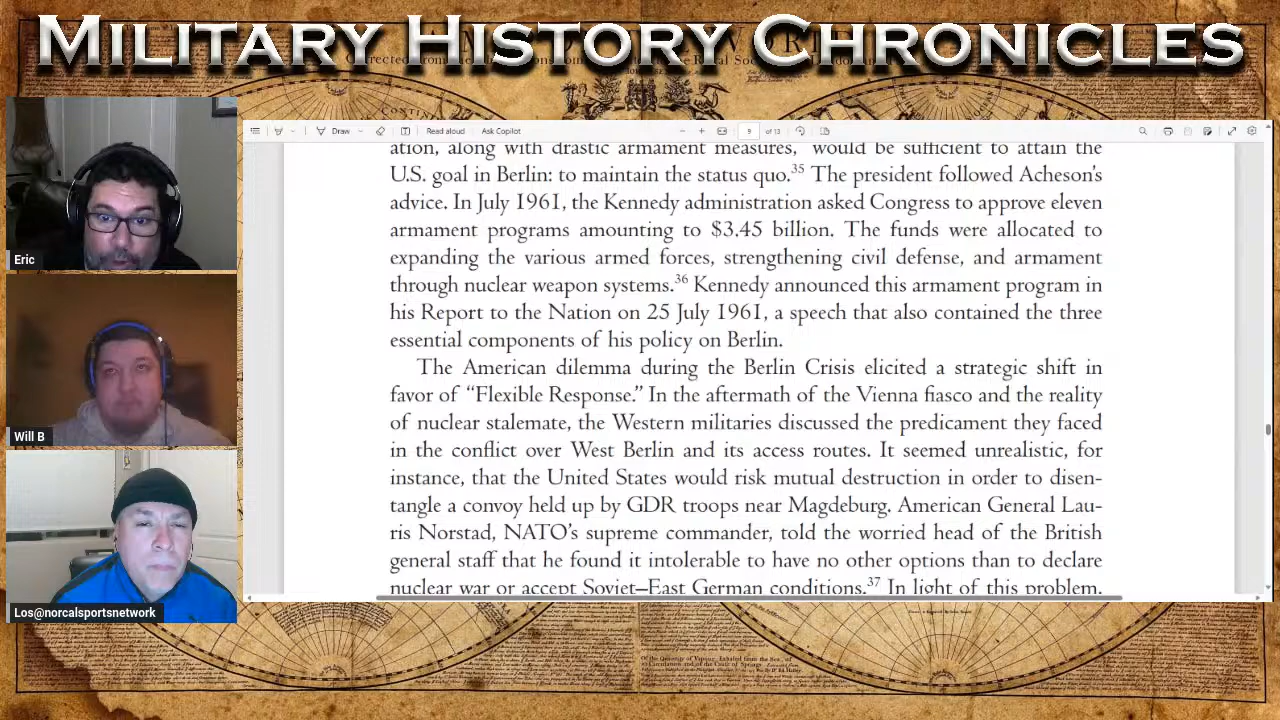 MILITARY HISTORY CHRONICLES
Draw
Read aloud
Ask Copilot
9
of 13
ation, along with drastic armament measures," would be sufficient to attain the
U.S. goal in Berlin: to maintain the status quo.35 The president followed Acheson's
advice. In July 1961, the Kennedy administration asked Congress to approve eleven
armament programs amounting to $3.45 billion. The funds were allocated to
expanding the various armed forces, strengthening civil defense, and armament
through nuclear weapon systems.36 Kennedy announced this armament program in
his Report to the Nation on 25 July 1961, a speech that also contained the three
essential components of his policy on Berlin.
The American dilemma during the Berlin Crisis elicited a strategic shift in
favor of "Flexible Response." In the aftermath of the Vienna fiasco and the reality
of nuclear stalemate, the Western militaries discussed the predicament they faced
in the conflict over West Berlin and its access routes. It seemed unrealistic, for
instance, that the United States would risk mutual destruction in order to disen-
tangle a convoy held up by GDR troops near Magdeburg. American General Lau-
ris Norstad, NATO's supreme commander, told the worried head of the British
general staff that he found it intolerable to have no other options than to declare
nuclear war or accept Soviet–East German conditions.37 In light of this problem,
Eric
Will B
Los@norcalsportsnetwork